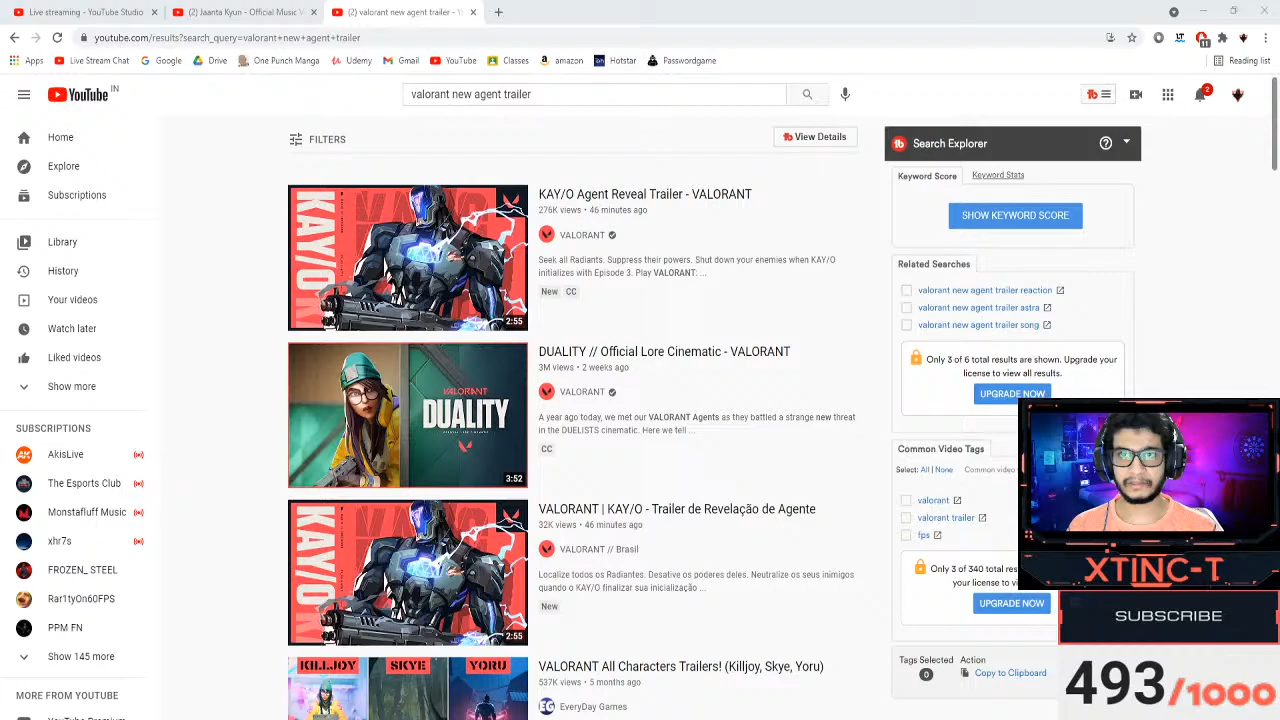 (2) Live streaming - YouTube Studio
(2) Jaanta Kyun - Official Music V
(2) valorant new agent trailer - Y
youtube.com/results?search_query=valorant+new+agent+trailer
11
Apps
Live Stream Chat
Google
Drive
One Punch Manga
Udemy
Gmail
YouTube
Classes
amazon
Hotstar
Passwordgame
Reading list
YouTube IN
valorant new agent trailer
2
Home
Explore
Subscriptions
Library
History
Your videos
Watch later
Liked videos
Show more
SUBSCRIPTIONS
AkisLive
The Esports Club
Monstafluff Music
xhr7s
FROZEN_ STEEL
Rar1tyOn60FPS
PPM FN
Show 145 more
MORE FROM YOUTUBE
YouTube Premium
FILTERS
View Details
KAY/O
2:55
KAY/O Agent Reveal Trailer - VALORANT
276K views • 46 minutes ago
VALORANT
Seek all Radiants. Suppress their powers. Shut down your enemies when KAY/O
initializes with Episode 3. Play VALORANT: ...
New CC
VALORANT
DUALITY
3:52
DUALITY // Official Lore Cinematic - VALORANT
3M views • 2 weeks ago
VALORANT
A year ago today, we met our VALORANT Agents as they battled a strange new threat
in the DUELISTS cinematic. Here we tell ...
CC
KAY/O
2:55
VALORANT | KAY/O - Trailer de Revelação de Agente
32K views • 46 minutes ago
VALORANT // Brasil
Localize todos os Radiantes. Desative os poderes deles. Neutralize os seus inimigos
quando o KAY/O finalizar sua inicialização ...
New
KILLJOY
SKYE
YORU
VALORANT All Characters Trailers! (Killjoy, Skye, Yoru)
537K views • 5 months ago
EG
EveryDay Games
Search Explorer
Keyword Score
Keyword Stats
SHOW KEYWORD SCORE
Related Searches
valorant new agent trailer reaction
valorant new agent trailer astra
valorant new agent trailer song
Only 3 of 6 total results are shown. Upgrade your
license to view all results.
UPGRADE NOW
Common Video Tags
Select: All | None
Common video
valorant
valorant trailer
fps
Only 3 of 340 total res
your license to vi
UPGRADE NOW
Tags Selected
0
Action
Copy to Clipboard
XTINC-T
SUBSCRIBE
493/1000